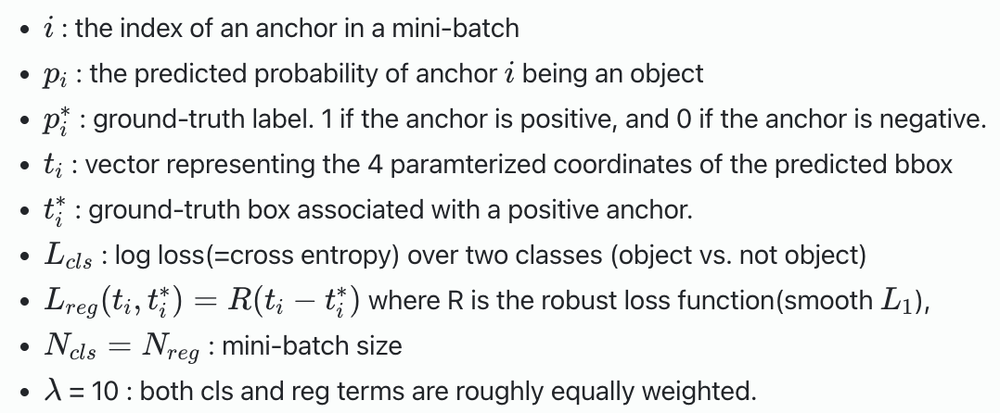 • i : the index of an anchor in a mini-batch
• p_i : the predicted probability of anchor i being an object
• p_i^* : ground-truth label. 1 if the anchor is positive, and 0 if the anchor is negative.
• t_i : vector representing the 4 paramterized coordinates of the predicted bbox
• t_i^* : ground-truth box associated with a positive anchor.
• L_{cls} : log loss(=cross entropy) over two classes (object vs. not object)
• L_{reg}(t_i, t_i^*) = R(t_i − t_i^*) where R is the robust loss function(smooth L_1),
• N_{cls} = N_{reg} : mini-batch size
• λ = 10 : both cls and reg terms are roughly equally weighted.